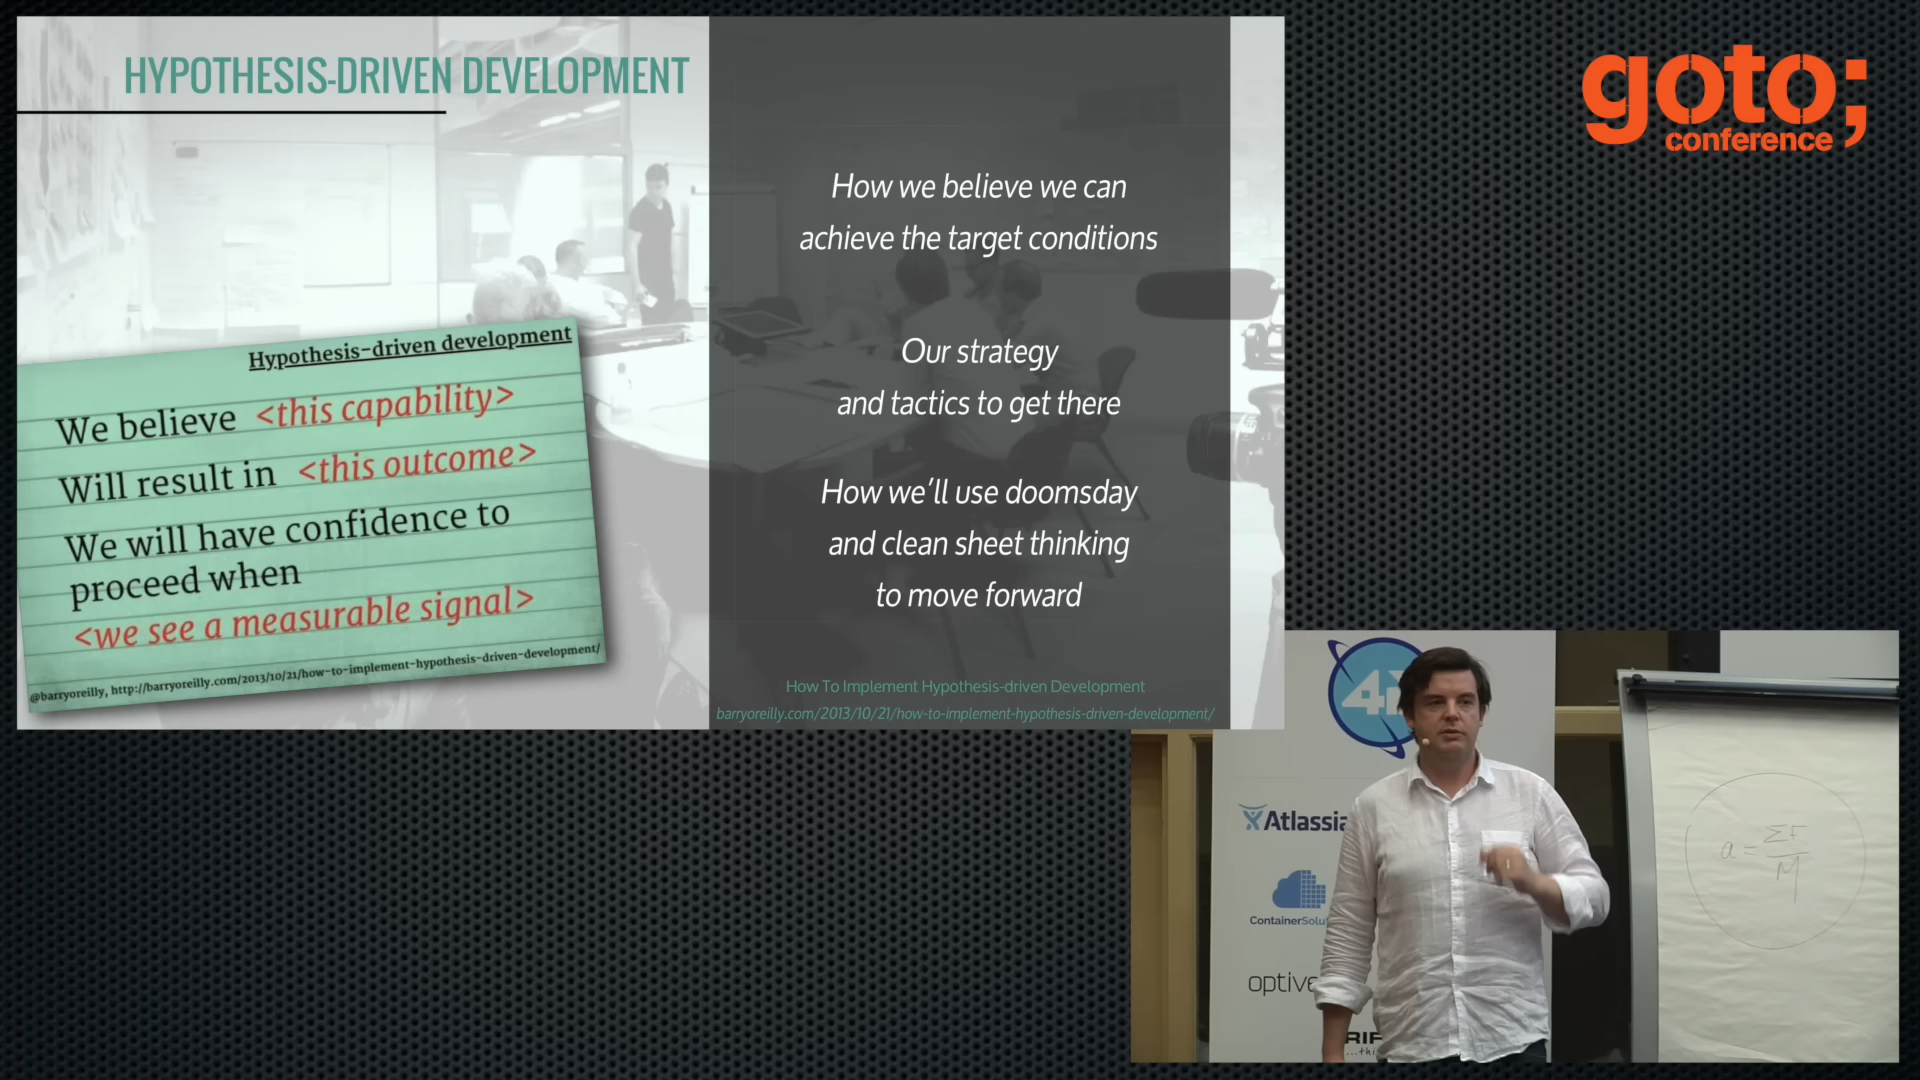 HYPOTHESIS-DRIVEN DEVELOPMENT
Hypothesis-driven development
We believe <this capability>
Will result in <this outcome>
We will have confidence to
proceed when
<we see a measurable signal>
@barryoreilly, http://barryoreilly.com/2013/10/21/how-to-implement-hypothesis-driven-development/
How we believe we can
achieve the target conditions
Our strategy
and tactics to get there
How we'll use doomsday
and clean sheet thinking
to move forward
How To Implement Hypothesis-driven Development
barryoreilly.com/2013/10/21/how-to-implement-hypothesis-driven-development/
goto;
conference
Atlassia
ContainerSolu
optive
RIF
...thi
a = ΣF
M